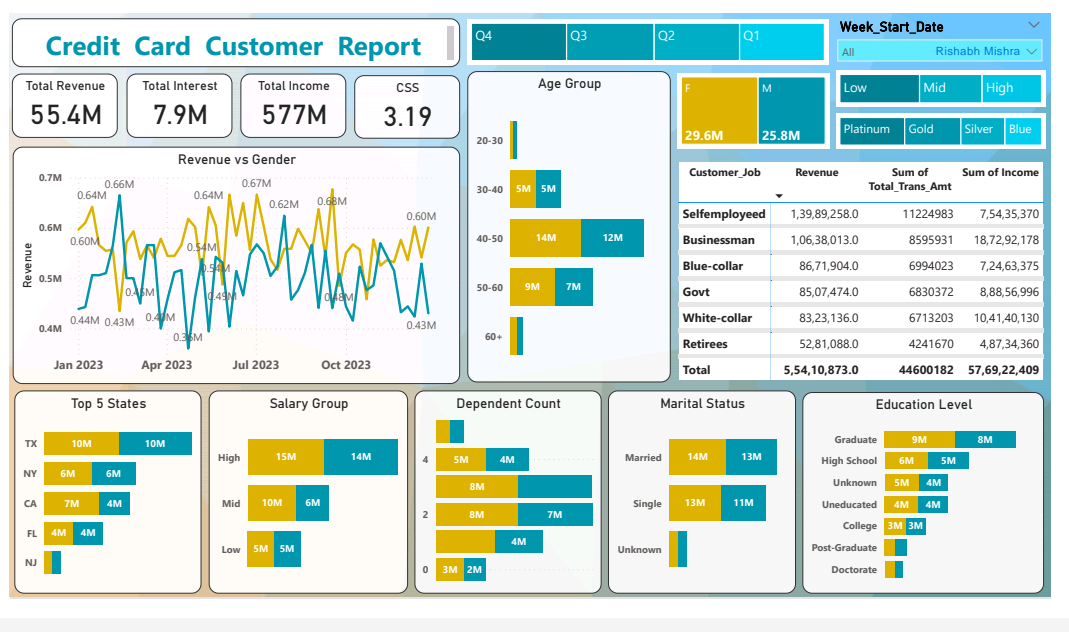 Credit Card Customer Report
Q4 Q3 Q2 Q1
Week_Start_Date
All Rishabh Mishra
Total Revenue
55.4M
Total Interest
7.9M
Total Income
577M
CSS
3.19
Low Mid High
Platinum Gold Silver Blue
F
29.6M
M
25.8M
Age Group
20-30
30-40 5M 5M
40-50 14M 12M
50-60 9M 7M
60+
Revenue vs Gender
Revenue
0.7M
0.6M
0.5M
0.4M
0.64M 0.66M 0.64M 0.67M 0.68M
0.62M 0.60M
0.60M
0.54M
0.54M
0.49M 0.48M
0.44M 0.43M 0.43M
Jan 2023 Apr 2023 Jul 2023 Oct 2023
Customer_Job Revenue Sum of Total_Trans_Amt Sum of Income
Selfemployeed 1,39,89,258.0 11224983 7,54,35,370
Businessman 1,06,38,013.0 8595931 18,72,92,178
Blue-collar 86,71,904.0 6994023 7,24,63,375
Govt 85,07,474.0 6830372 8,88,56,996
White-collar 83,23,136.0 6713203 10,41,40,130
Retirees 52,81,088.0 4241670 4,87,34,360
Total 5,54,10,873.0 44600182 57,69,22,409
Top 5 States
TX 10M 10M
NY 6M 6M
CA 7M 4M
FL 4M 4M
NJ
Salary Group
High 15M 14M
Mid 10M 6M
Low 5M 5M
Dependent Count
4 5M 4M
8M
2 8M 7M
4M
0 3M 2M
Marital Status
Married 14M 13M
Single 13M 11M
Unknown
Education Level
Graduate 9M 8M
High School 6M 5M
Unknown 5M 4M
Uneducated 4M 4M
College 3M 3M
Post-Graduate
Doctorate